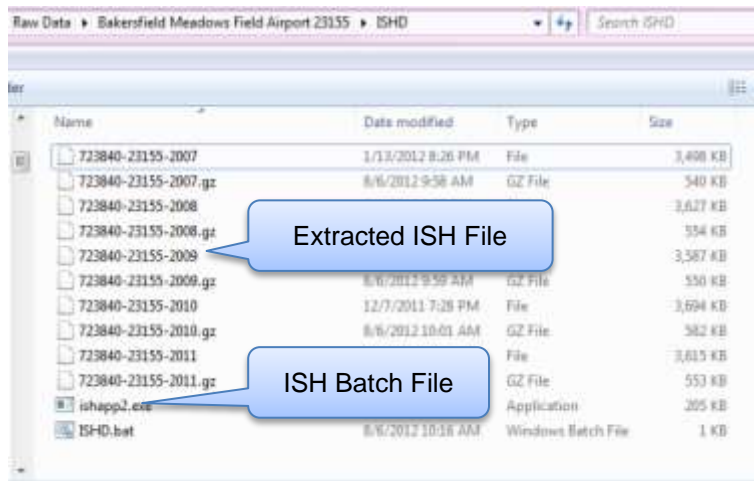 Raw Data ▸ Bakersfield Meadows Field Airport 23155 ▸ ISHD Search ISHD
Name Date modified Type Size
723840-23155-2007 1/13/2012 8:26 PM File 3,498 KB
723840-23155-2007.gz 8/6/2012 9:58 AM GZ File 540 KB
723840-23155-2008 3,627 KB
723840-23155-2008.gz 554 KB
Extracted ISH File
723840-23155-2009 3,587 KB
723840-23155-2009.gz 8/6/2012 9:59 AM GZ File 550 KB
723840-23155-2010 12/7/2011 7:28 PM File 3,694 KB
723840-23155-2010.gz 8/6/2012 10:01 AM GZ File 582 KB
723840-23155-2011 File 3,615 KB
723840-23155-2011.gz GZ File 553 KB
ISH Batch File
ishapp2.exe Application 205 KB
ISHD.bat 8/6/2012 10:16 AM Windows Batch File 1 KB